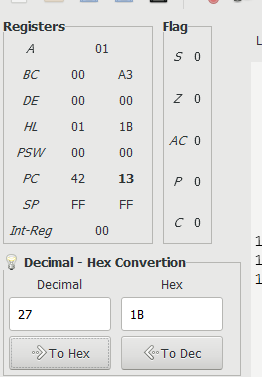 Registers
A 01
BC 00 A3
DE 00 00
HL 01 1B
PSW 00 00
PC 42 13
SP FF FF
Int-Reg 00
Flag
S 0
Z 0
AC 0
P 0
C 0
L
1
1
1
Decimal - Hex Convertion
Decimal Hex
27 1B
To Hex To Dec